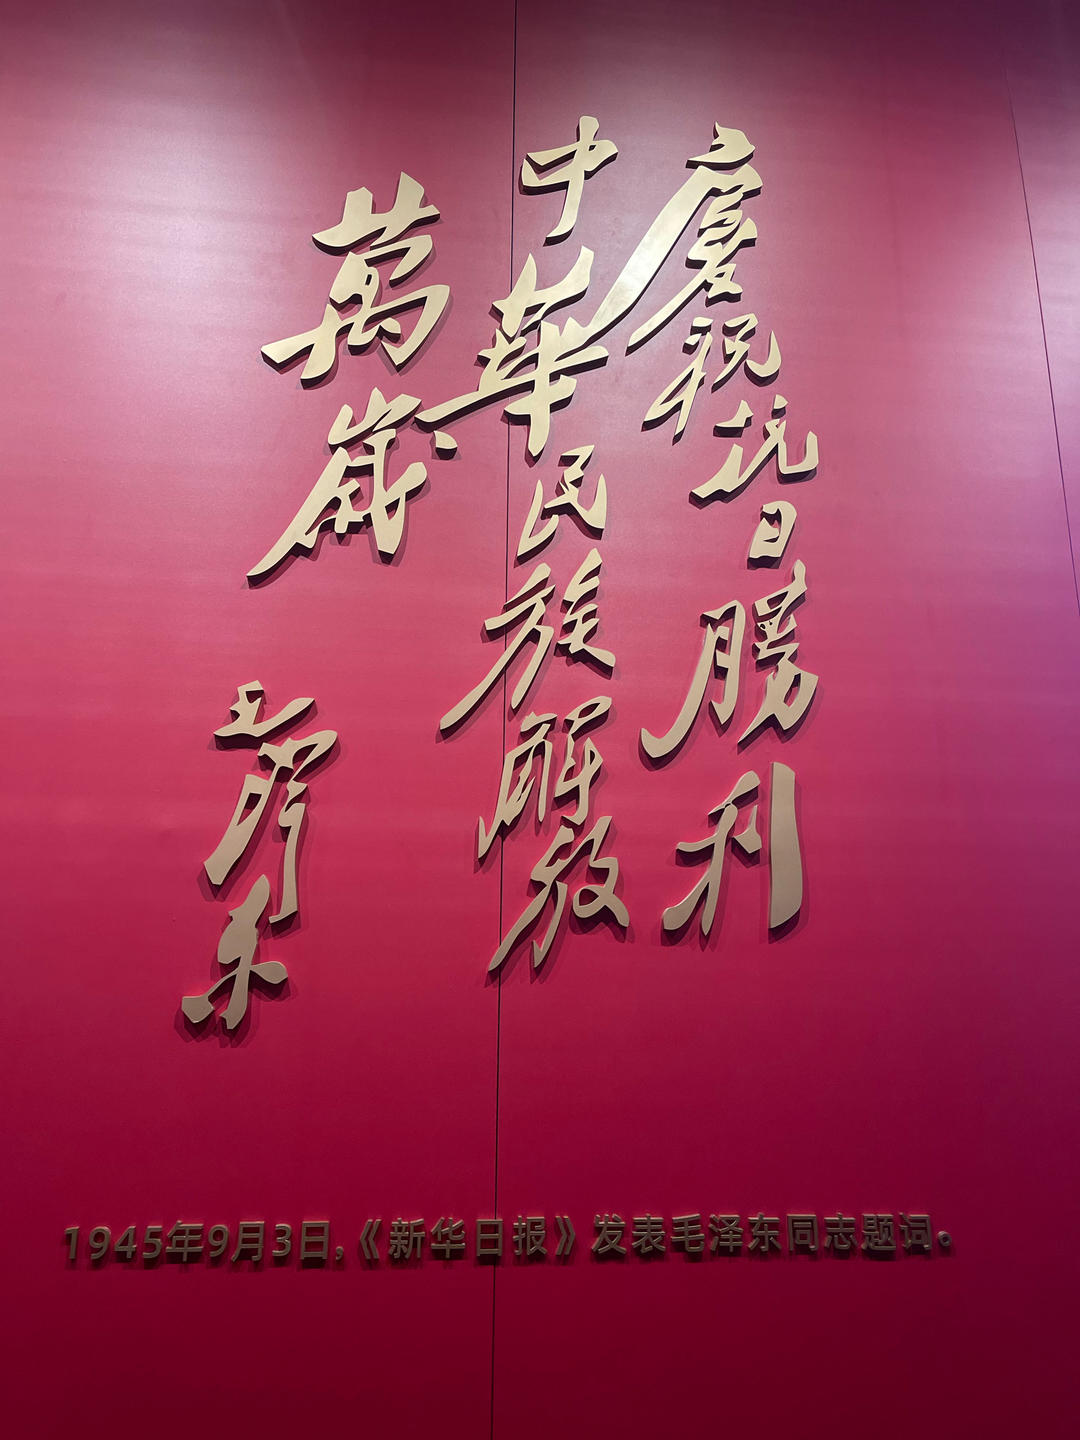 慶祝抗日勝利
中華民族解放
萬歲
毛澤东
1945年9月3日,《新华日报》发表毛泽东同志题词。